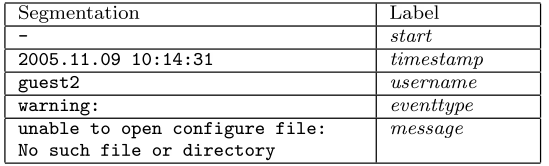 Segmentation Label
- start
2005.11.09 10:14:31 timestamp
guest2 username
warning: eventtype
unable to open configure file: message
No such file or directory